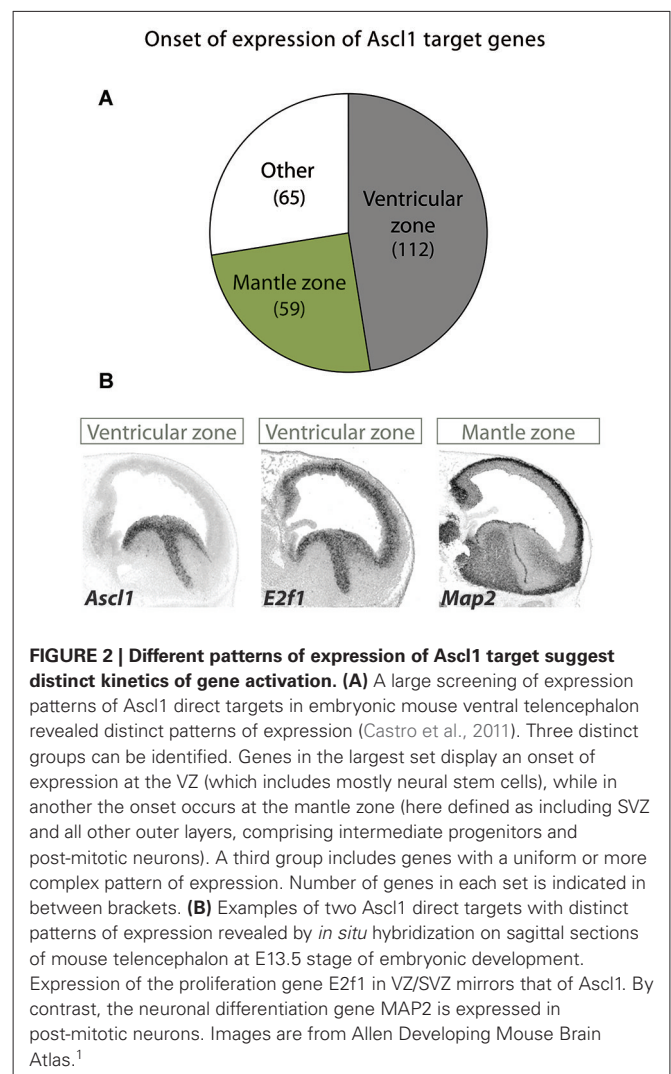 Onset of expression of Ascl1 target genes
A
Other
(65)
Ventricular
zone
(112)
Mantle zone
(59)
B
Ventricular zone
Ventricular zone
Mantle zone
Ascl1
E2f1
Map2
FIGURE 2 | Different patterns of expression of Ascl1 target suggest
distinct kinetics of gene activation. (A) A large screening of expression
patterns of Ascl1 direct targets in embryonic mouse ventral telencephalon
revealed distinct patterns of expression (Castro et al., 2011). Three distinct
groups can be identified. Genes in the largest set display an onset of
expression at the VZ (which includes mostly neural stem cells), while in
another the onset occurs at the mantle zone (here defined as including SVZ
and all other outer layers, comprising intermediate progenitors and
post-mitotic neurons). A third group includes genes with a uniform or more
complex pattern of expression. Number of genes in each set is indicated in
between brackets. (B) Examples of two Ascl1 direct targets with distinct
patterns of expression revealed by in situ hybridization on sagittal sections
of mouse telencephalon at E13.5 stage of embryonic development.
Expression of the proliferation gene E2f1 in VZ/SVZ mirrors that of Ascl1. By
contrast, the neuronal differentiation gene MAP2 is expressed in
post-mitotic neurons. Images are from Allen Developing Mouse Brain
Atlas.1